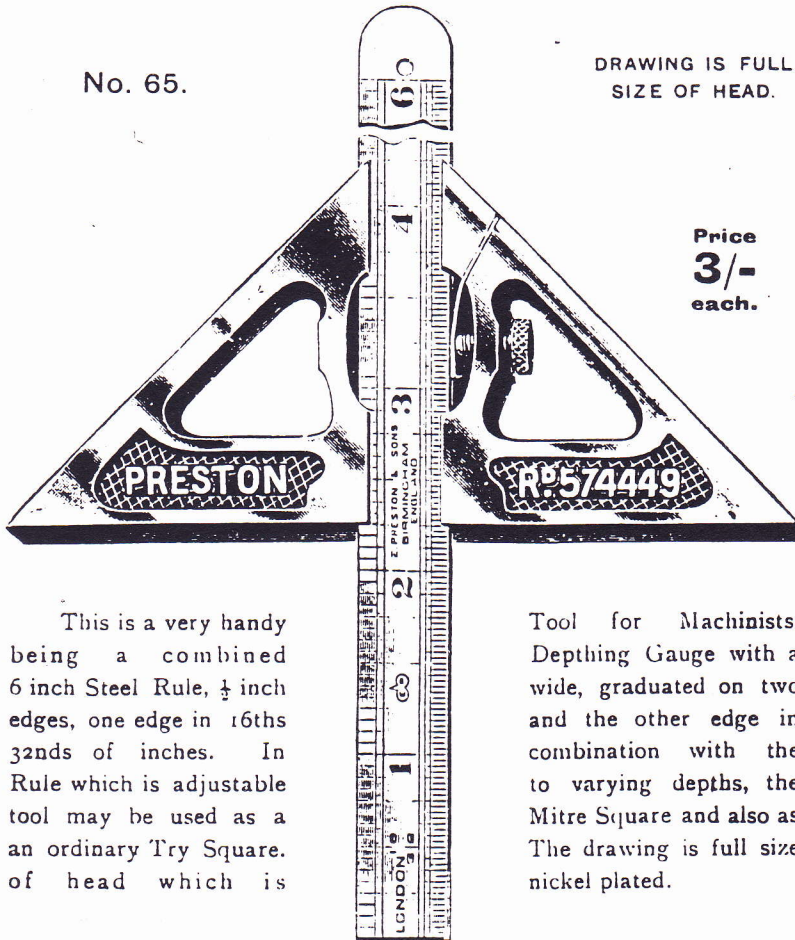 No. 65.
DRAWING IS FULL
SIZE OF HEAD.
6
4
Price
3/-
each.
3
PRESTON
E. PRESTON & SONS
BIRMINGHAM
ENGLAND
RD 574449
2
1
LONDON
This is a very handy Tool for Machinists
being a combined Depthing Gauge with a
6 inch Steel Rule, ½ inch wide, graduated on two
edges, one edge in 16ths and the other edge in
32nds of inches. In combination with the
Rule which is adjustable to varying depths, the
tool may be used as a Mitre Square and also as
an ordinary Try Square. The drawing is full size
of head which is nickel plated.